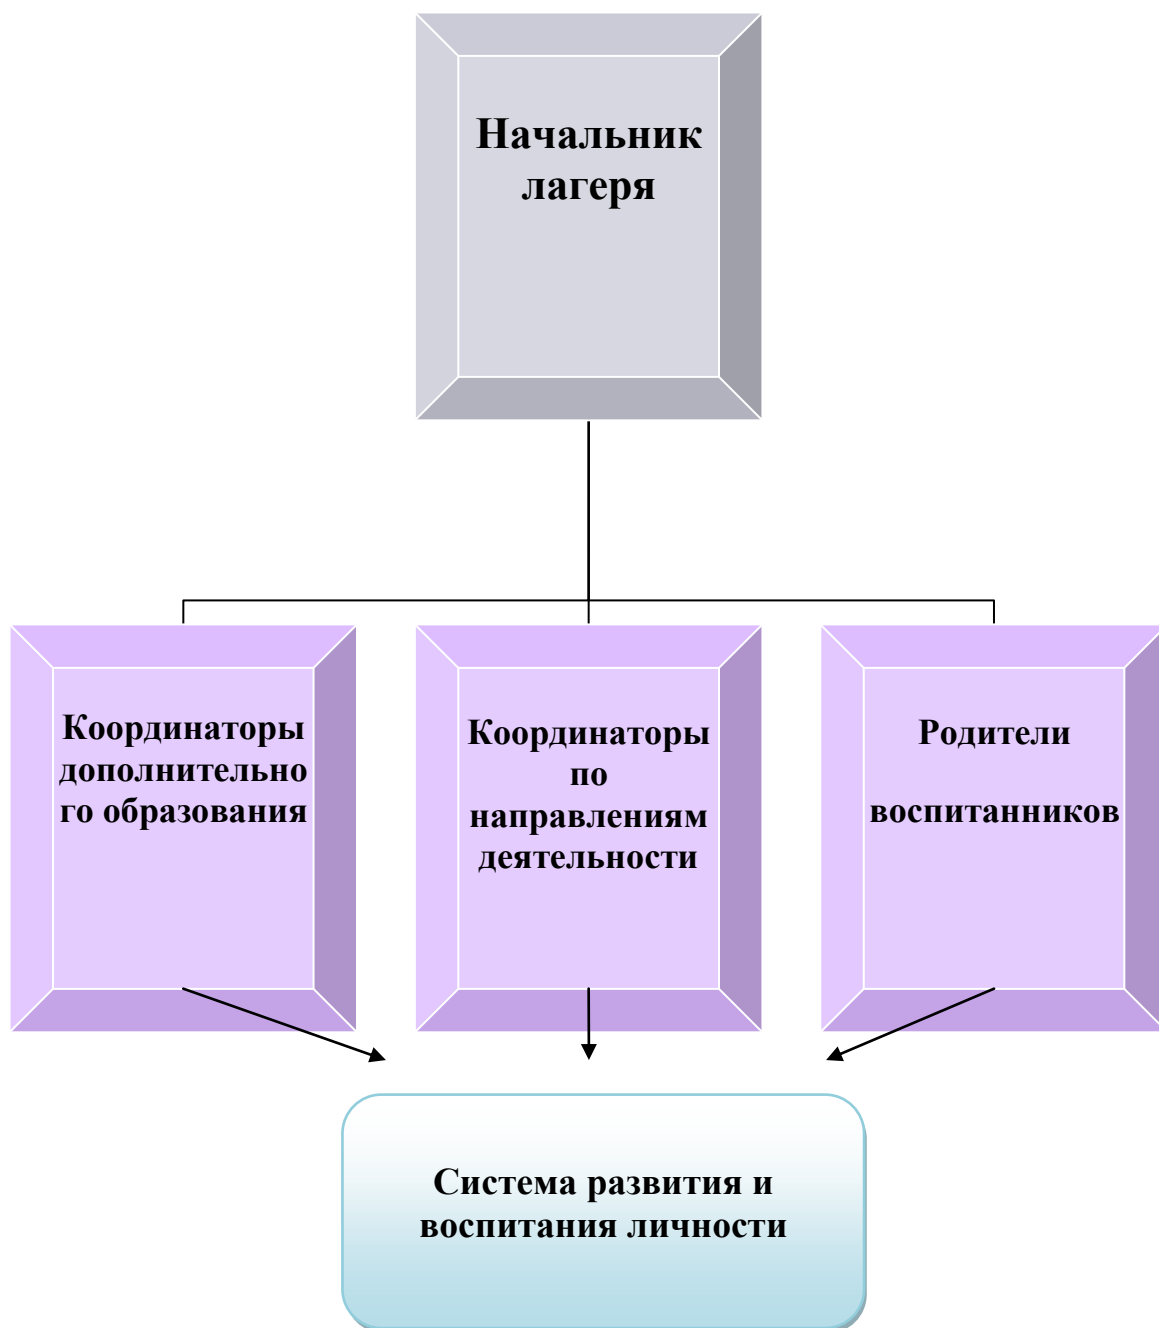 Начальник
лагеря
Координаторы
дополнительно
го образования
Координаторы
по
направлениям
деятельности
Родители
воспитанников
Система развития и
воспитания личности